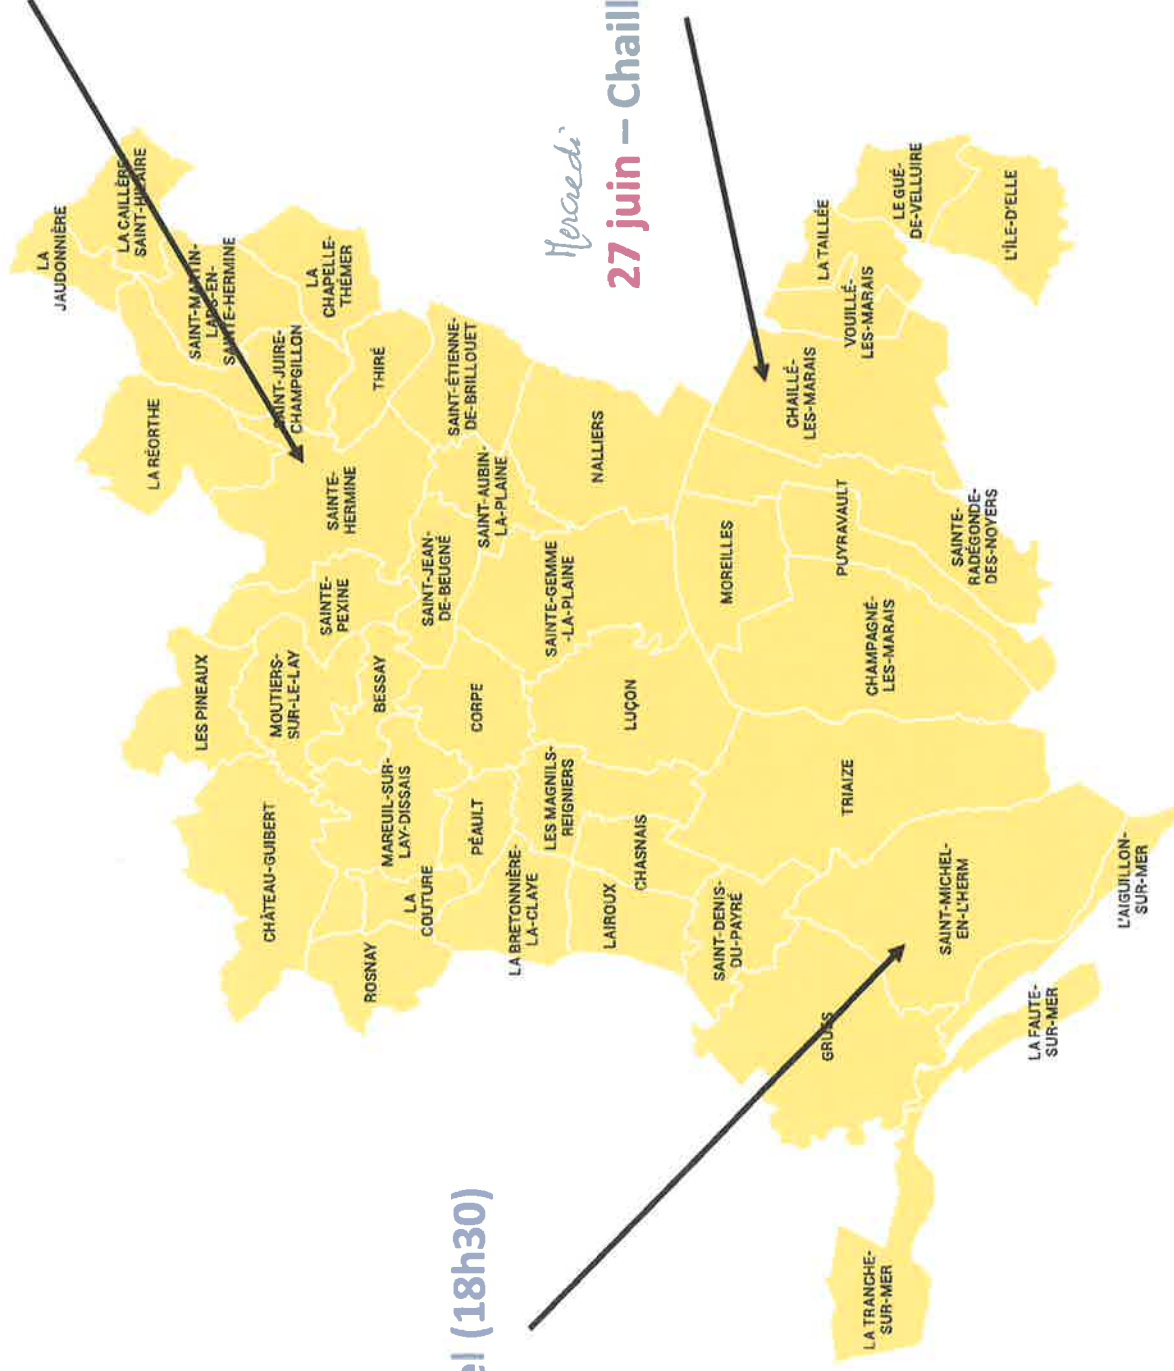 LA
JAUDONNIÈRE
LA CAILLÈRE
SAINT-HILAIRE
LA RÉORTHE
SAINT-MARTIN-
LARS-EN-
SAINTE-HERMINE
LES PINEAUX
CHÂTEAU-GUIBERT
MOUTIERS-
SUR-LE-LAY
SAINT-JUIRE-
CHAMPGILLON
LA
CHAPELLE-
THÉMER
SAINTE-
PEXINE
SAINTE-
HERMINE
ROSNAY
BESSAY
THIRÉ
MAREUIL-SUR-
LAY-DISSAIS
LA
COUTURE
SAINT-JEAN-
DE-BEUGNÉ
SAINT-ÉTIENNE-
DE-BRILLOUET
el (18h30)
PÉAULT
CORPE
SAINT-AUBIN-
LA-PLAINE
LA BRETONNIÈRE-
LA-CLAYE
LES MAGNILS-
REIGNIERS
SAINTE-GEMME
-LA-PLAINE
Mercredi
27 juin – Chaill
NALLIERS
LAIROUX
CHASNAIS
LUÇON
SAINT-DENIS-
DU-PAYRÉ
MOREILLES
CHAILLÉ-
LES-MARAIS
GRUES
TRIAIZE
PUYRAVAULT
VOUILLÉ-
LES-MARAIS
LA TAILLÉE
LA TRANCHE-
SUR-MER
CHAMPAGNÉ-
LES-MARAIS
LE GUÉ-
DE-VELLUIRE
SAINT-MICHEL-
EN-L'HERM
SAINTE-
RADÉGONDE-
DES-NOYERS
L'ÎLE-D'ELLE
LA FAUTE-
SUR-MER
L'AIGUILLON-
SUR-MER